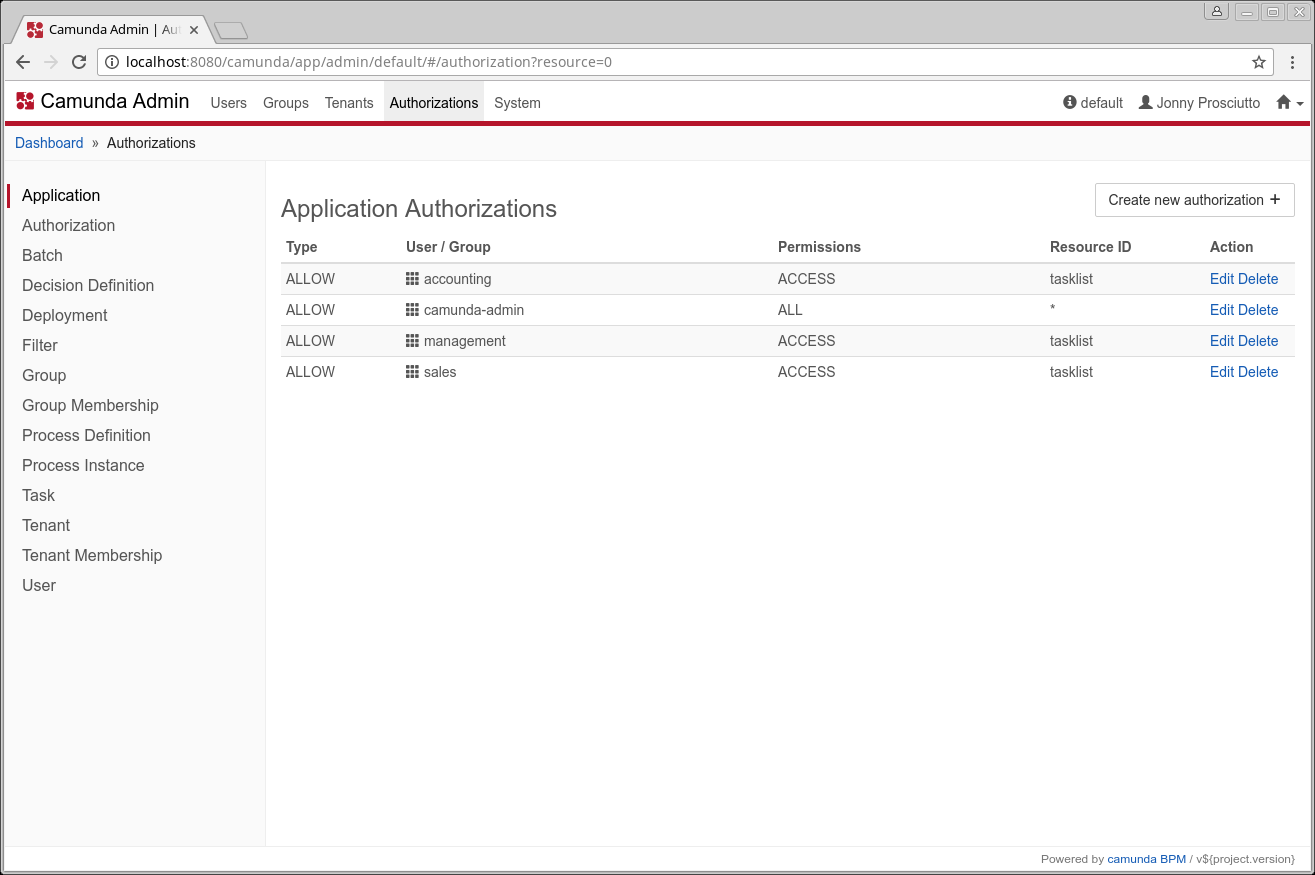 Camunda Admin | Aut
localhost:8080/camunda/app/admin/default/#/authorization?resource=0
Camunda Admin Users Groups Tenants Authorizations System default Jonny Prosciutto
Dashboard » Authorizations
Application
Authorization
Batch
Decision Definition
Deployment
Filter
Group
Group Membership
Process Definition
Process Instance
Task
Tenant
Tenant Membership
User
Application Authorizations
Create new authorization +
Type User / Group Permissions Resource ID Action
ALLOW accounting ACCESS tasklist Edit Delete
ALLOW camunda-admin ALL * Edit Delete
ALLOW management ACCESS tasklist Edit Delete
ALLOW sales ACCESS tasklist Edit Delete
Powered by camunda BPM / v${project.version}